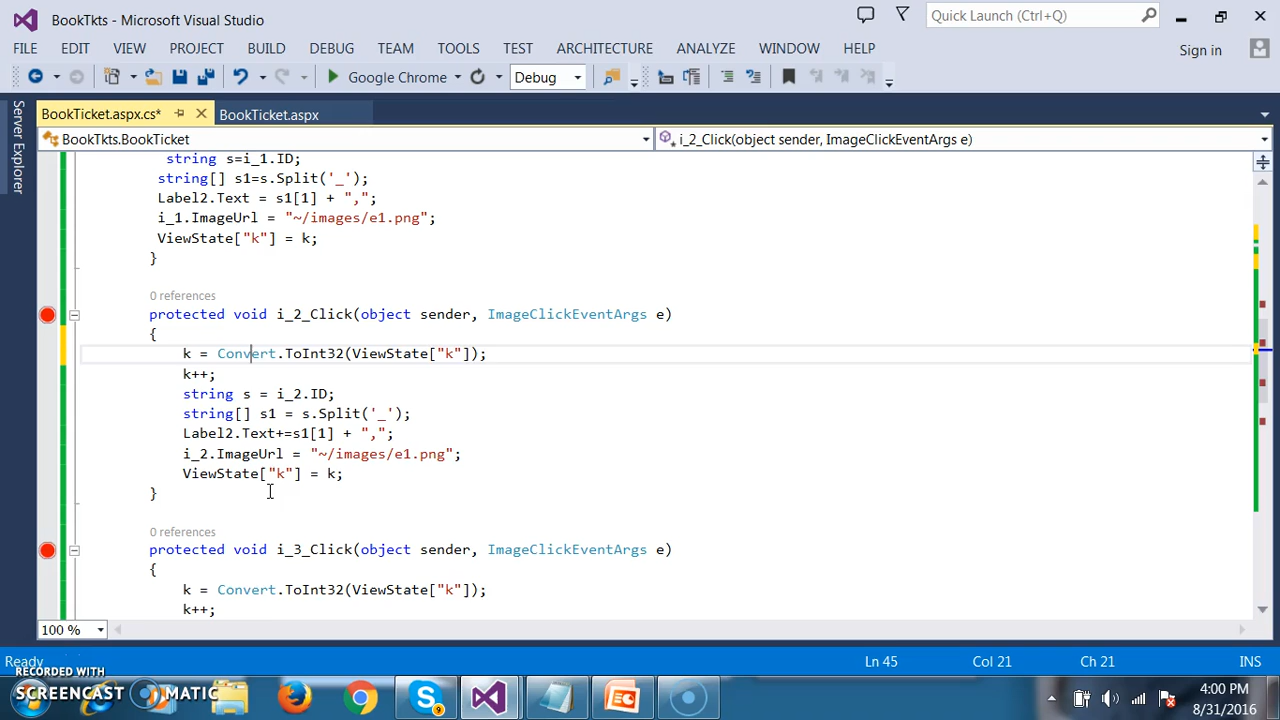 BookTkts - Microsoft Visual Studio
Quick Launch (Ctrl+Q)
FILE EDIT VIEW PROJECT BUILD DEBUG TEAM TOOLS TEST ARCHITECTURE ANALYZE WINDOW HELP
Sign in
Google Chrome Debug
Server Explorer
BookTicket.aspx.cs* BookTicket.aspx
BookTkts.BookTicket i_2_Click(object sender, ImageClickEventArgs e)
string s=i_1.ID;
string[] s1=s.Split('_');
Label2.Text = s1[1] + ",";
i_1.ImageUrl = "~/images/e1.png";
ViewState["k"] = k;
}
0 references
protected void i_2_Click(object sender, ImageClickEventArgs e)
{
k = Convert.ToInt32(ViewState["k"]);
k++;
string s = i_2.ID;
string[] s1 = s.Split('_');
Label2.Text+=s1[1] + ",";
i_2.ImageUrl = "~/images/e1.png";
ViewState["k"] = k;
}
0 references
protected void i_3_Click(object sender, ImageClickEventArgs e)
{
k = Convert.ToInt32(ViewState["k"]);
k++;
100 %
Ready Ln 45 Col 21 Ch 21 INS
RECORDED WITH
SCREENCAST MATIC
9
4:00 PM
8/31/2016